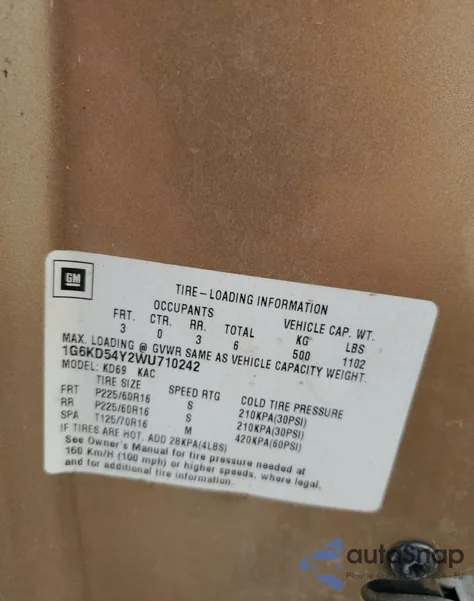 GM
TIRE-LOADING INFORMATION
OCCUPANTS VEHICLE CAP. WT.
FRT. CTR. RR. TOTAL KG LBS
3 0 3 6 500 1102
MAX. LOADING @ GVWR SAME AS VEHICLE CAPACITY WEIGHT.
1G6KD54Y2WU710242
MODEL: KD69 KAC
TIRE SIZE SPEED RTG COLD TIRE PRESSURE
FRT P225/60R16 S 210KPA(30PSI)
RR P225/60R16 S 210KPA(30PSI)
SPA T125/70R16 M 420KPA(60PSI)
IF TIRES ARE HOT, ADD 28KPA(4LBS)
See Owner's Manual for tire pressure needed at
160 Km/H (100 mph) or higher speeds, where legal,
and for additional tire information.
autoSnap